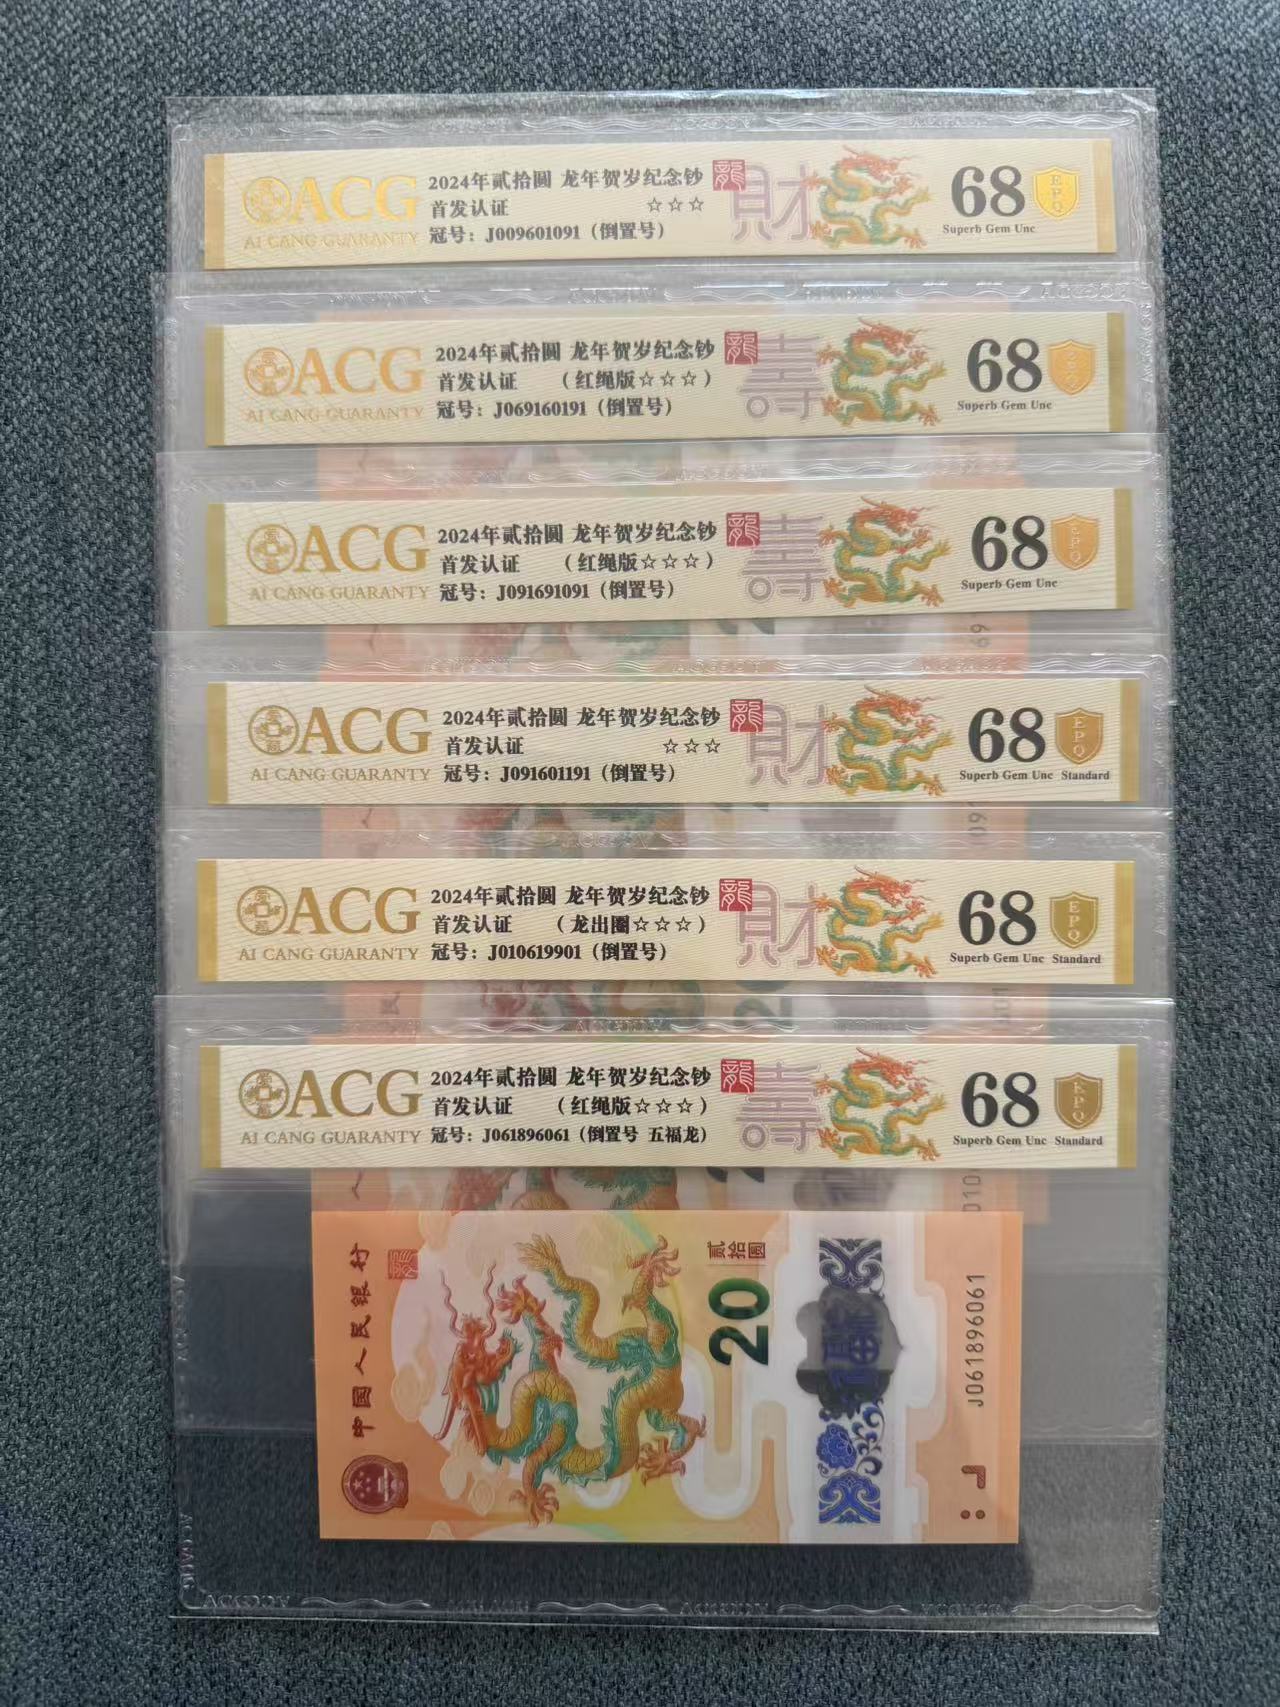 ACG
AI CANG GUARANTY
2024年贰拾圆 龙年贺岁纪念钞
首发认证 ☆☆☆
冠号：J009601091（倒置号）
龍
財
68
EPQ
Superb Gem Unc
ACG
AI CANG GUARANTY
2024年贰拾圆 龙年贺岁纪念钞
首发认证 （红绳版☆☆☆）
冠号：J069160191（倒置号）
龍
壽
68
EPQ
Superb Gem Unc
ACG
AI CANG GUARANTY
2024年贰拾圆 龙年贺岁纪念钞
首发认证 （红绳版☆☆☆）
冠号：J091691091（倒置号）
龍
壽
68
EPQ
Superb Gem Unc
ACG
AI CANG GUARANTY
2024年贰拾圆 龙年贺岁纪念钞
首发认证 ☆☆☆
冠号：J091601191（倒置号）
龍
財
68
EPQ
Superb Gem Unc Standard
ACG
AI CANG GUARANTY
2024年贰拾圆 龙年贺岁纪念钞
首发认证 （龙出圈☆☆☆）
冠号：J010619901（倒置号）
龍
財
68
EPQ
Superb Gem Unc Standard
ACG
AI CANG GUARANTY
2024年贰拾圆 龙年贺岁纪念钞
首发认证 （红绳版☆☆☆）
冠号：J061896061（倒置号 五福龙）
龍
壽
68
EPQ
Superb Gem Unc Standard
中国人民银行
贰拾圆
20
J061896061